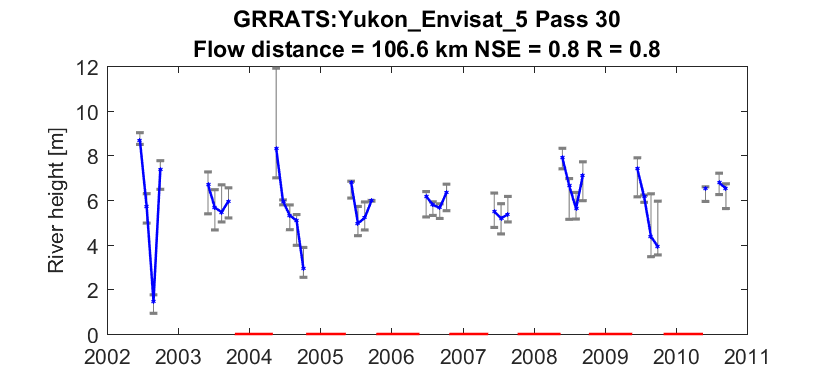 GRRATS:Yukon_Envisat_5 Pass 30
Flow distance = 106.6 km NSE = 0.8 R = 0.8
River height [m]
12
10
8
6
4
2
0
2002 2003 2004 2005 2006 2007 2008 2009 2010 2011